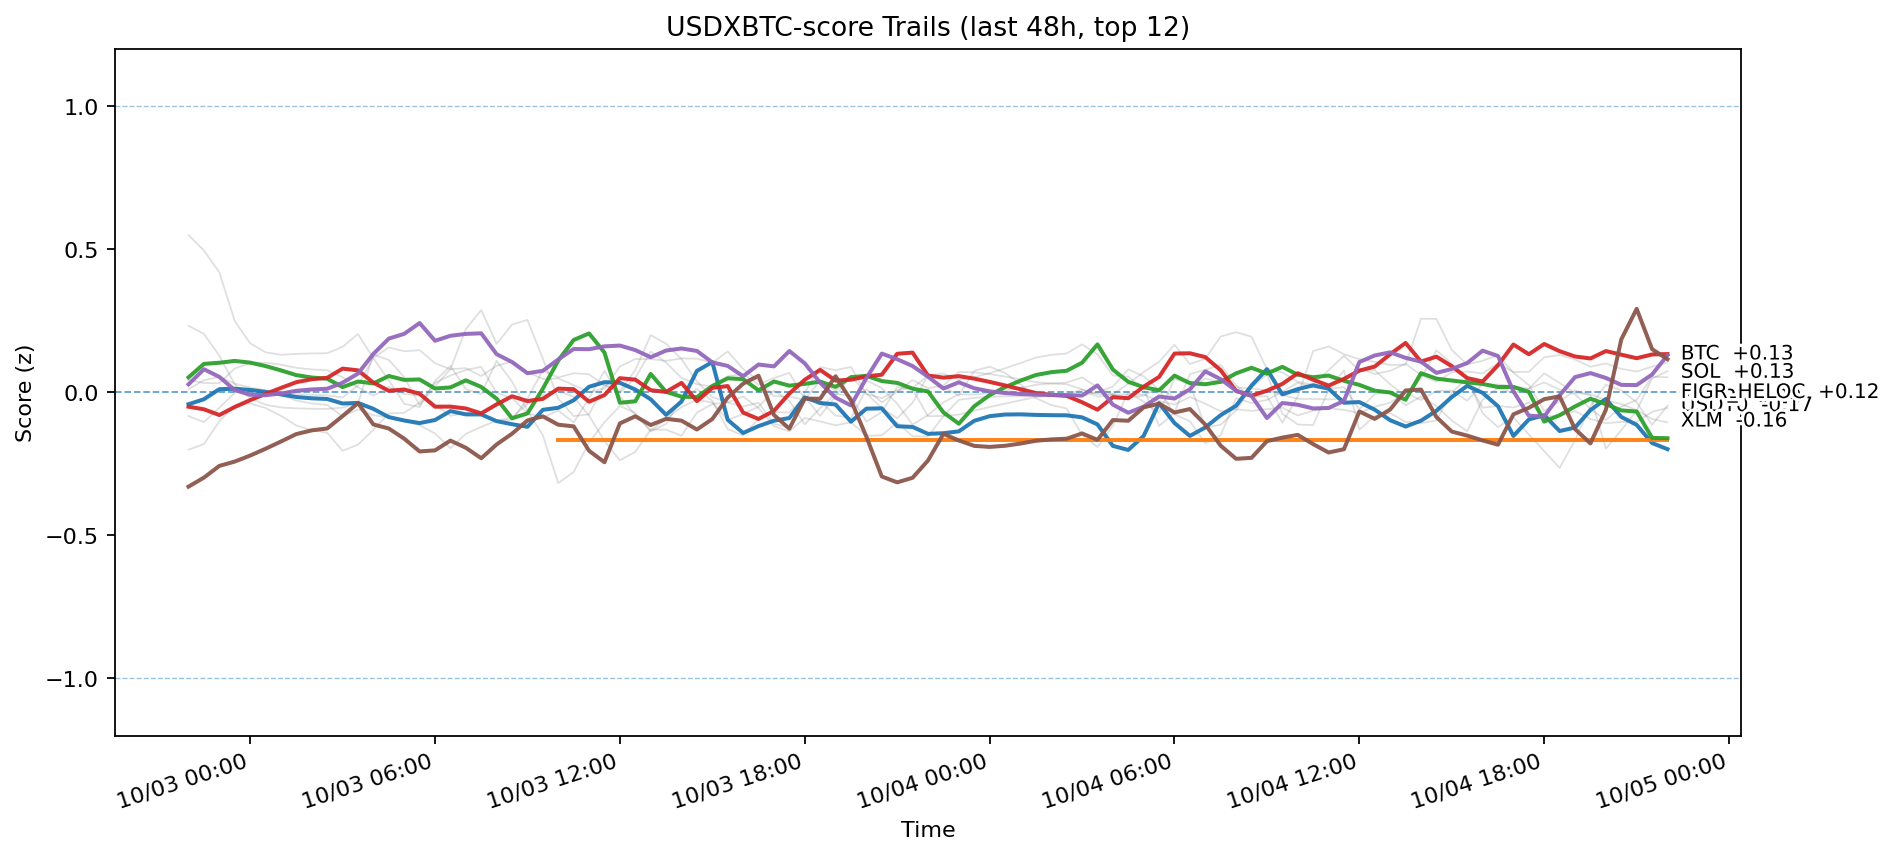 USDXBTC-score Trails (last 48h, top 12)
Score (z)
1.0
0.5
0.0
−0.5
−1.0
BTC +0.13
SOL +0.13
FIGR_HELOC +0.12
-0.17
XLM -0.16
10/03 00:00
10/03 06:00
10/03 12:00
10/03 18:00
10/04 00:00
10/04 06:00
10/04 12:00
10/04 18:00
10/05 00:00
Time